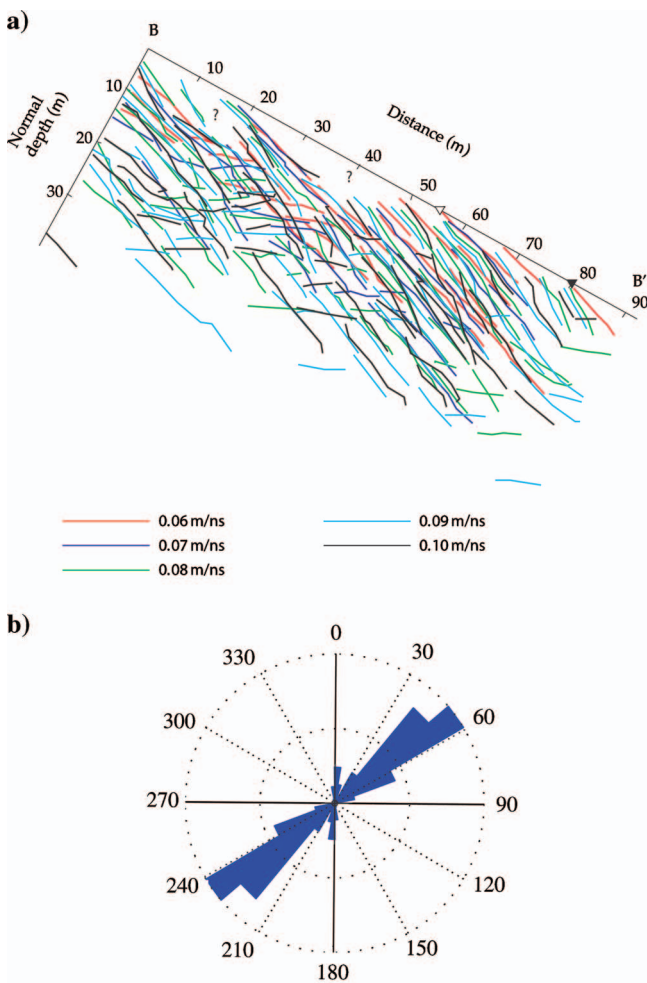 a)
B
10
20
30
Normal
depth (m)
10
20
30
40
50
60
70
80
90
Distance (m)
?
?
B′
0.06 m/ns
0.07 m/ns
0.08 m/ns
0.09 m/ns
0.10 m/ns
b)
0
30
60
90
120
150
180
210
240
270
300
330